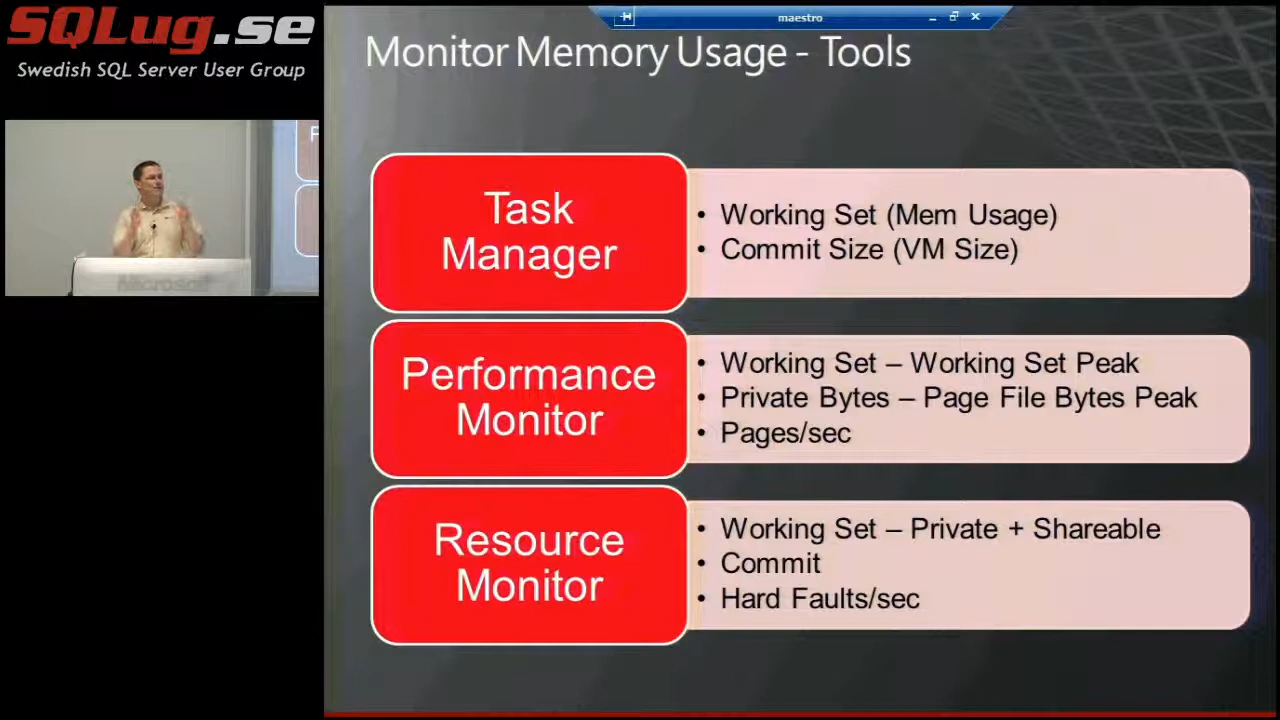 SQLug.se
Swedish SQL Server User Group
maestro
Monitor Memory Usage - Tools
Task
Manager
• Working Set (Mem Usage)
• Commit Size (VM Size)
Performance
Monitor
• Working Set – Working Set Peak
• Private Bytes – Page File Bytes Peak
• Pages/sec
Resource
Monitor
• Working Set – Private + Shareable
• Commit
• Hard Faults/sec
Microsoft